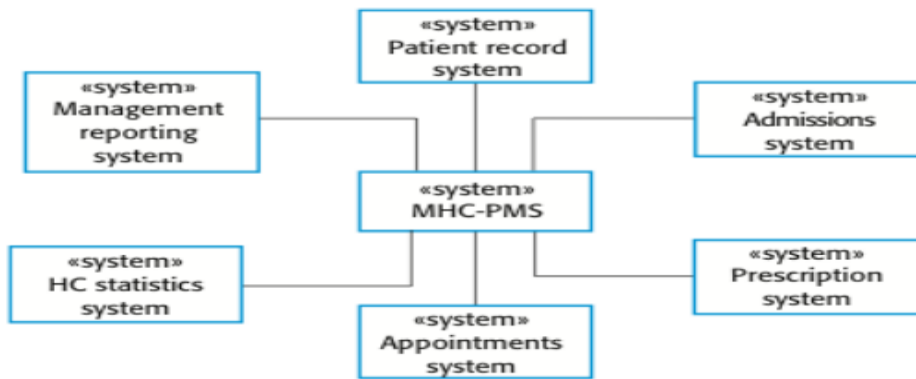 «system»
Patient record
system
«system»
Management
reporting
system
«system»
Admissions
system
«system»
MHC-PMS
«system»
HC statistics
system
«system»
Prescription
system
«system»
Appointments
system